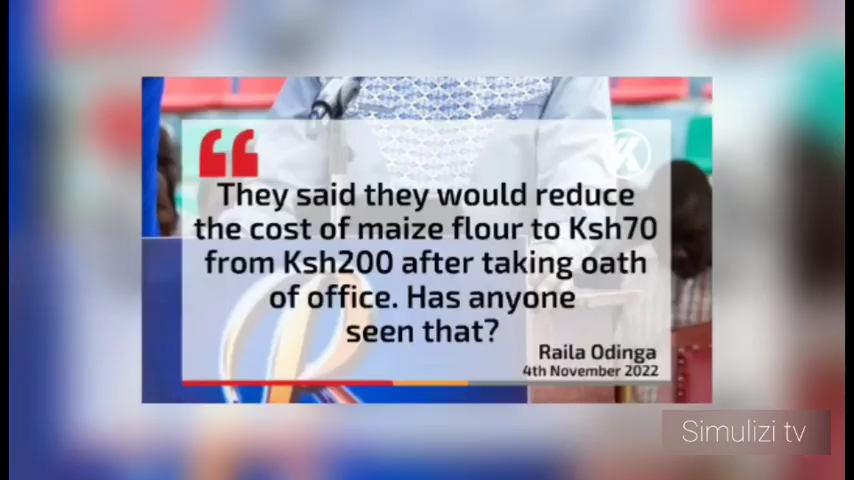 They said they would reduce
the cost of maize flour to Ksh70
from Ksh200 after taking oath
of office. Has anyone
seen that?
Raila Odinga
4th November 2022
Simulizi tv